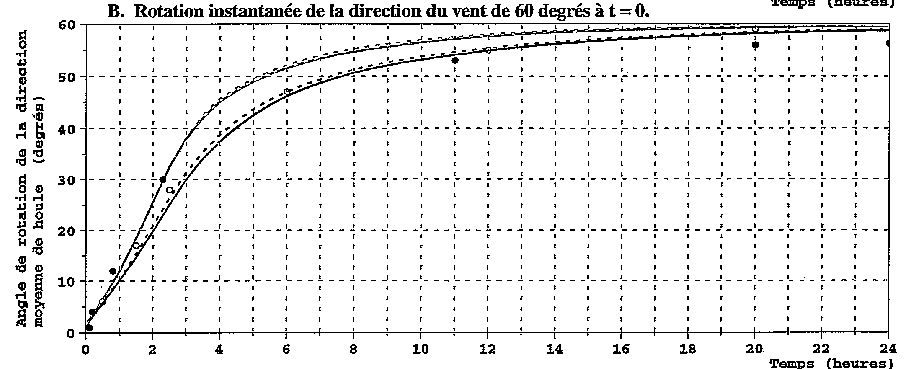 Temps (heures)
B. Rotation instantanée de la direction du vent de 60 degrés à t = 0.
Angle de rotation de la direction
moyenne de houle (degrés)
60
50
40
30
20
10
0
0 2 4 6 8 10 12 14 16 18 20 22 24
Temps (heures)